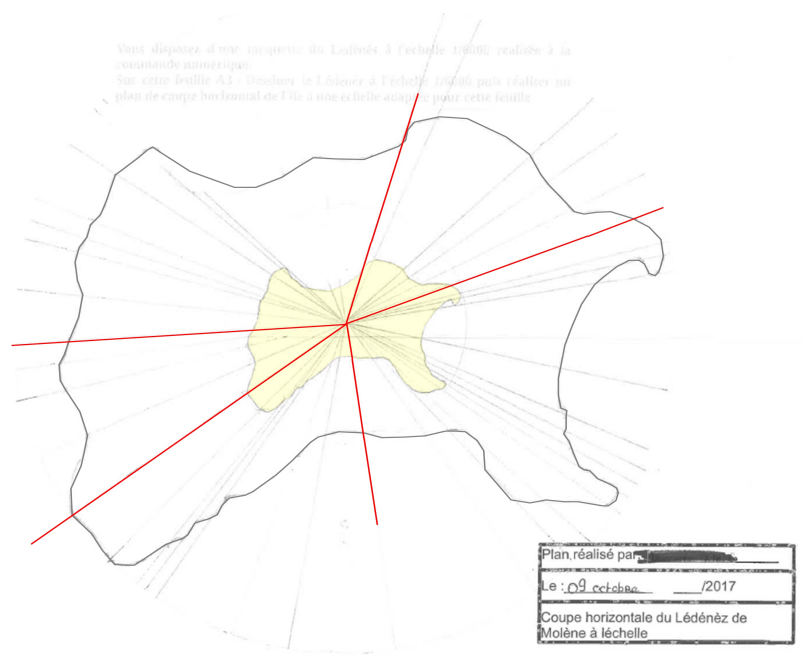 Vous disposez d'une maquette du Lédénès à l'échelle 1/6000 réalisée à la
commande numérique.
Sur cette feuille A3 : Dessiner le Lédénez à l'échelle 1/6000 puis réaliser un
plan de coupe horizontal de l'île à une échelle adaptée pour cette feuille
Plan réalisé par
Le : 09 octobre /2017
Coupe horizontale du Lédénèz de
Molène à léchelle